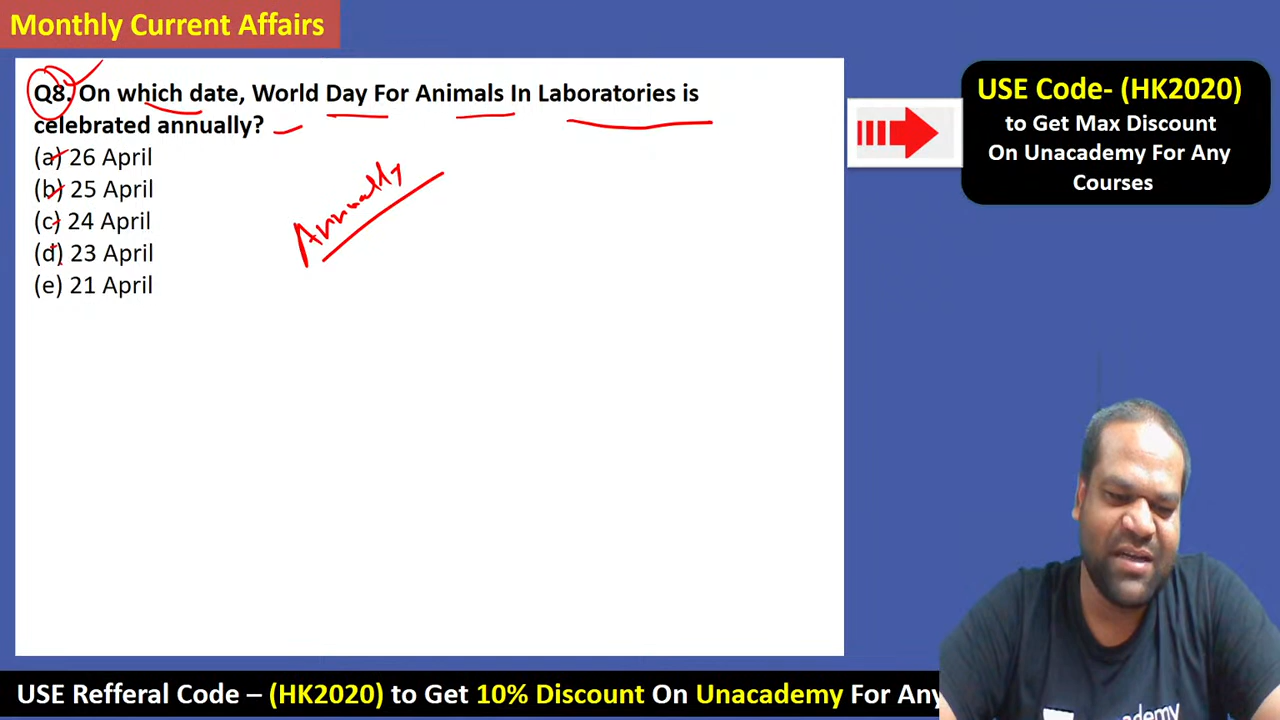 Monthly Current Affairs
Q8. On which date, World Day For Animals In Laboratories is
celebrated annually?
(a) 26 April
(b) 25 April
(c) 24 April
(d) 23 April
(e) 21 April
Annually
USE Code- (HK2020)
to Get Max Discount
On Unacademy For Any
Courses
USE Refferal Code – (HK2020) to Get 10% Discount On Unacademy For Any